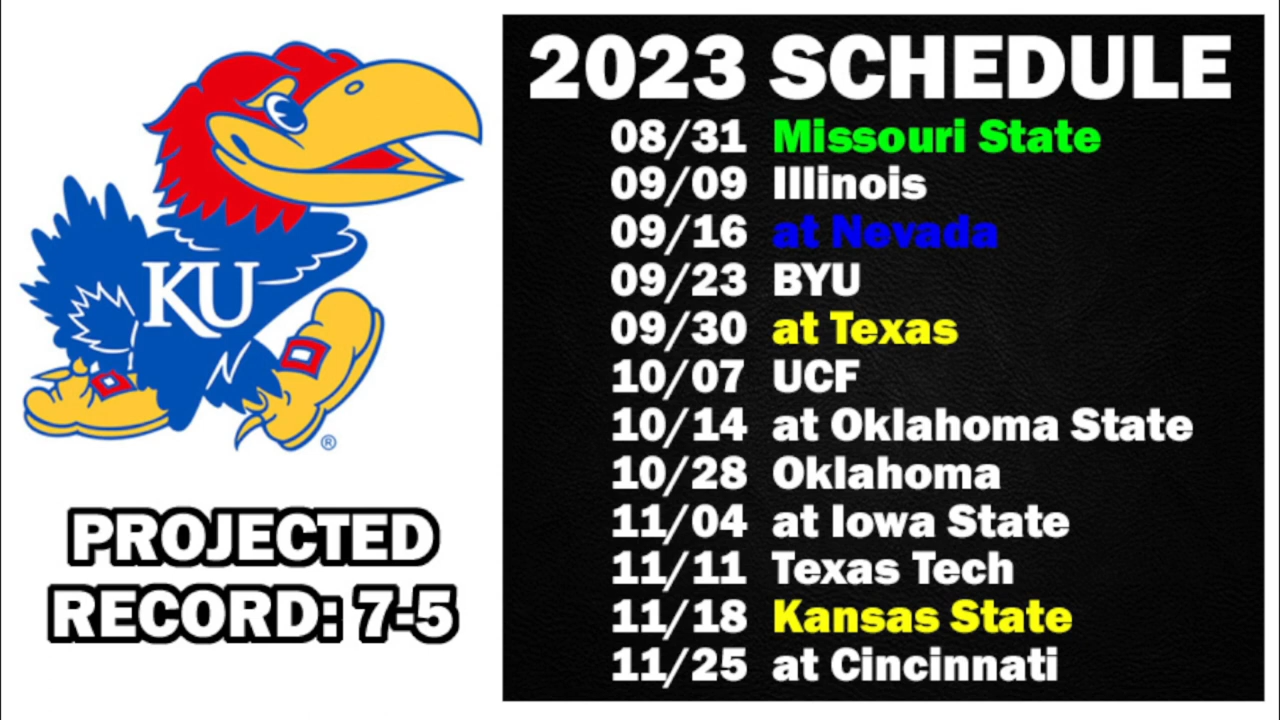 KU
®
PROJECTED
RECORD: 7-5
2023 SCHEDULE
08/31 Missouri State
09/09 Illinois
09/16 at Nevada
09/23 BYU
09/30 at Texas
10/07 UCF
10/14 at Oklahoma State
10/28 Oklahoma
11/04 at Iowa State
11/11 Texas Tech
11/18 Kansas State
11/25 at Cincinnati